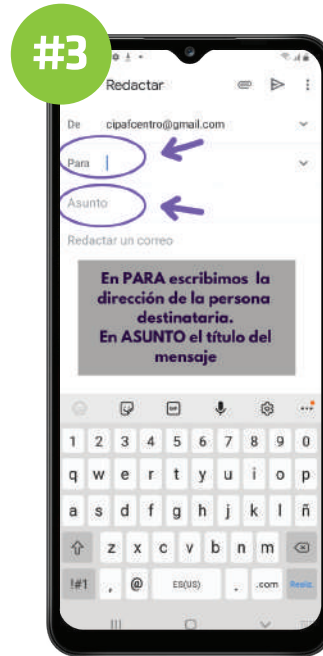 #3
Redactar
De cipafcentro@gmail.com
Para
Asunto
Redactar un correo
En PARA escribimos la
dirección de la persona
destinataria.
En ASUNTO el título del
mensaje
GIF
1 2 3 4 5 6 7 8 9 0
q w e r t y u i o p
a s d f g h j k l ñ
z x c v b n m
!#1 , @ ES(US) . .com Realiz.